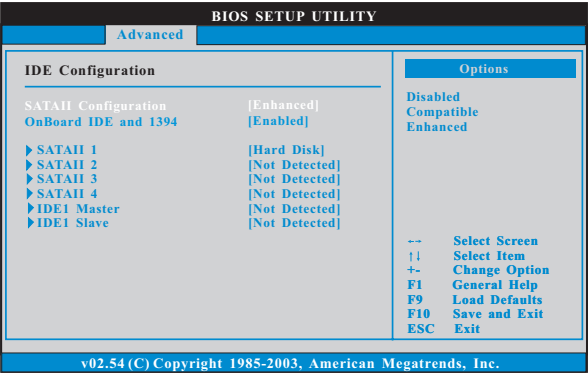 BIOS SETUP UTILITY
Advanced
IDE Configuration
SATAII Configuration [Enhanced]
OnBoard IDE and 1394 [Enabled]
SATAII 1 [Hard Disk]
SATAII 2 [Not Detected]
SATAII 3 [Not Detected]
SATAII 4 [Not Detected]
IDE1 Master [Not Detected]
IDE1 Slave [Not Detected]
Options
Disabled
Compatible
Enhanced
←→ Select Screen
↑↓ Select Item
+- Change Option
F1 General Help
F9 Load Defaults
F10 Save and Exit
ESC Exit
v02.54 (C) Copyright 1985-2003, American Megatrends, Inc.